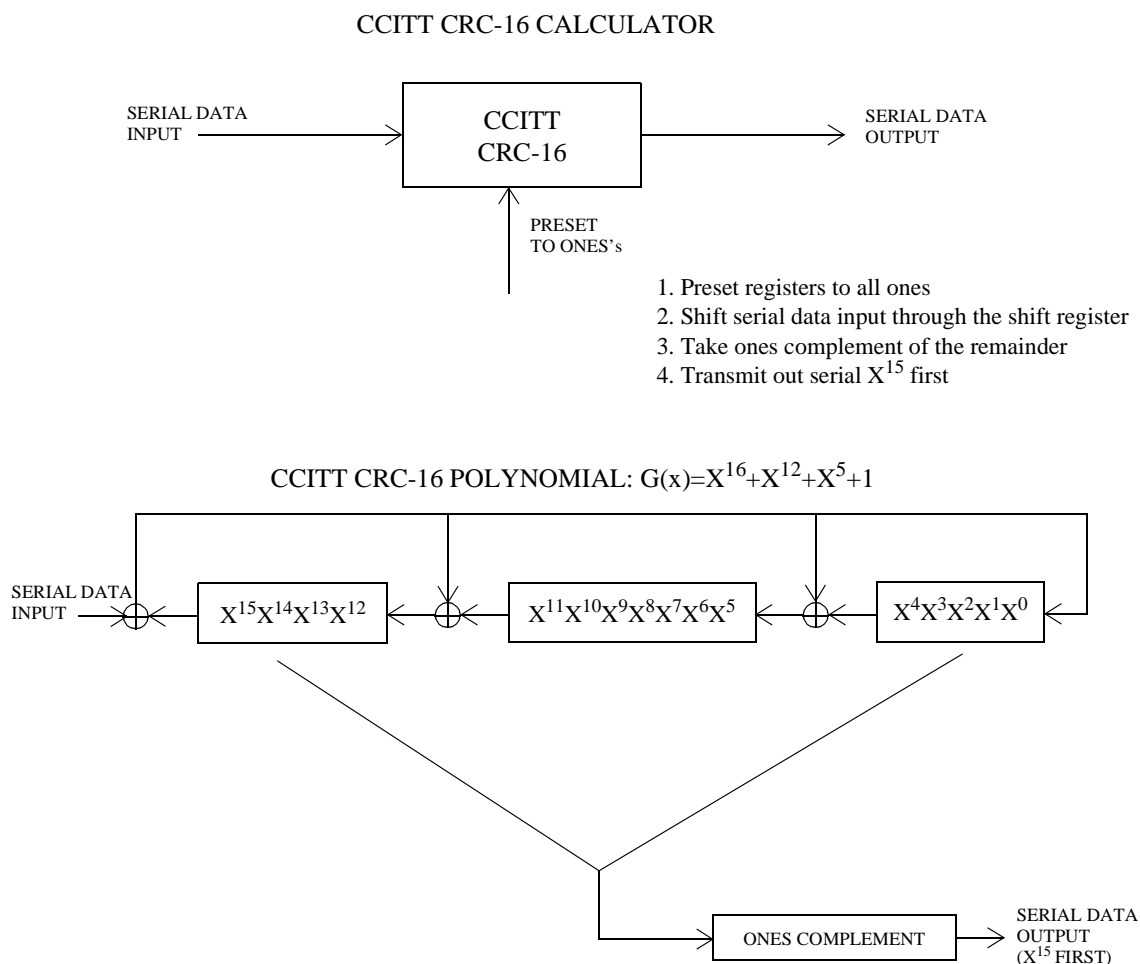 CCITT CRC-16 CALCULATOR
SERIAL DATA
INPUT
CCITT
CRC-16
SERIAL DATA
OUTPUT
PRESET
TO ONES's
1. Preset registers to all ones
2. Shift serial data input through the shift register
3. Take ones complement of the remainder
4. Transmit out serial X¹⁵ first
CCITT CRC-16 POLYNOMIAL: G(x)=X¹⁶+X¹²+X⁵+1
SERIAL DATA
INPUT
X¹⁵X¹⁴X¹³X¹²
X¹¹X¹⁰X⁹X⁸X⁷X⁶X⁵
X⁴X³X²X¹X⁰
ONES COMPLEMENT
SERIAL DATA
OUTPUT
(X¹⁵ FIRST)